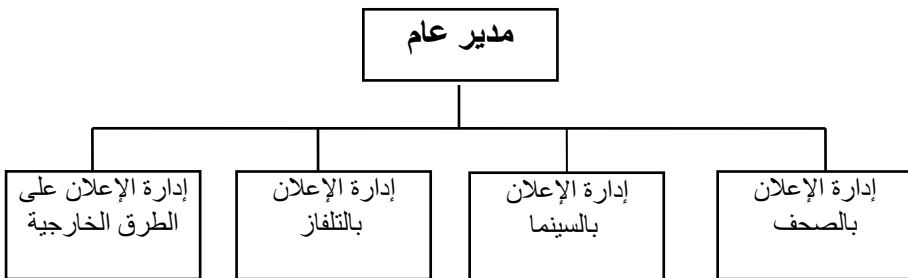 مدير عام
إدارة الإعلان
بالصحف
إدارة الإعلان
بالسينما
إدارة الإعلان
بالتلفاز
إدارة الإعلان على
الطرق الخارجية